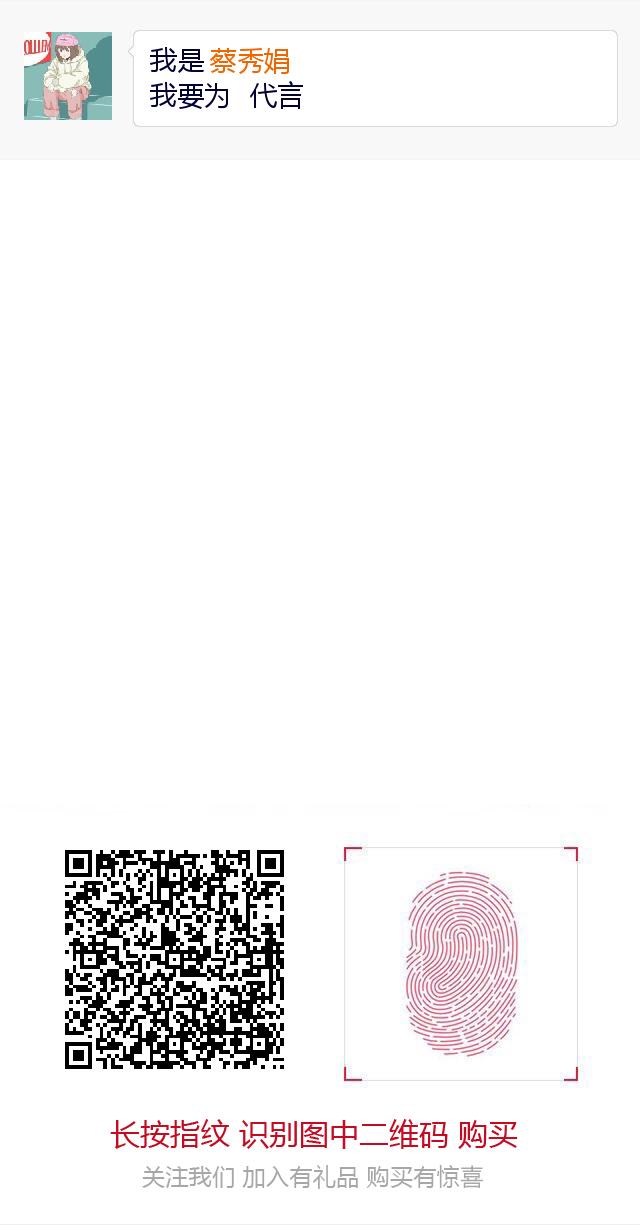 我是 蔡秀娟
我要为 代言
长按指纹 识别图中二维码 购买
关注我们 加入有礼品 购买有惊喜